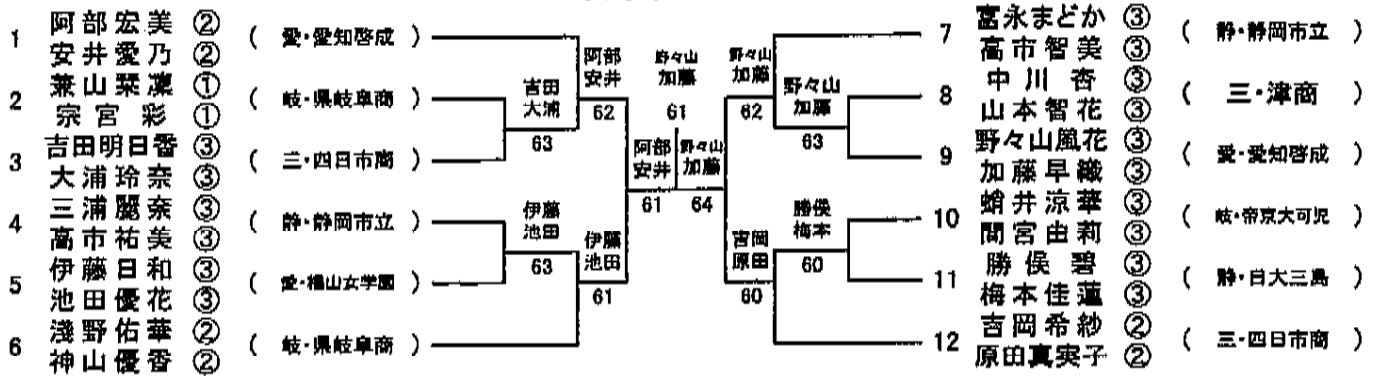 1 阿部宏美 ② ( 愛・愛知啓成 )
安井愛乃 ②
2 兼山栞凜 ① ( 岐・県岐阜商 )
宗宮彩 ①
3 吉田明日香 ③ ( 三・四日市商 )
大浦玲奈 ③
4 三浦麗奈 ③ ( 静・静岡市立 )
高市祐美 ③
5 伊藤日和 ③ ( 愛・椙山女学園 )
池田優花 ③
6 淺野佑華 ② ( 岐・県岐阜商 )
神山優香 ②
吉田
大浦
63
阿部
安井
62
伊藤
池田
63
伊藤
池田
61
阿部
安井
61
野々山
加藤
61
野々山
加藤
64
野々山
加藤
62
野々山
加藤
63
勝俣
梅本
60
吉岡
原田
60
7 富永まどか ③ ( 静・静岡市立 )
高市智美 ③
8 中川杏 ③ ( 三・津商 )
山本智花 ③
9 野々山風花 ③ ( 愛・愛知啓成 )
加藤早織 ③
10 蛸井涼華 ③ ( 岐・帝京大可児 )
間宮由莉 ③
11 勝俣碧 ③ ( 静・日大三島 )
梅本佳蓮 ③
12 吉岡希紗 ② ( 三・四日市商 )
原田真実子 ②